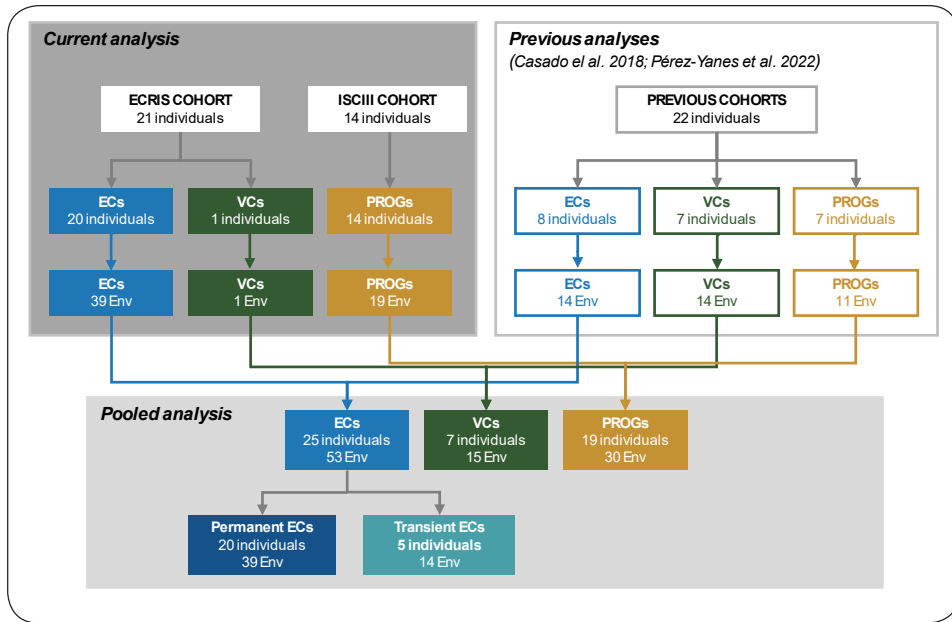 Current analysis
ECRIS COHORT
21 individuals
ISCIII COHORT
14 individuals
ECs
20 individuals
VCs
1 individuals
PROGs
14 individuals
ECs
39 Env
VCs
1 Env
PROGs
19 Env
Previous analyses
(Casado el al. 2018; Pérez-Yanes et al. 2022)
PREVIOUS COHORTS
22 individuals
ECs
8 individuals
VCs
7 individuals
PROGs
7 individuals
ECs
14 Env
VCs
14 Env
PROGs
11 Env
Pooled analysis
ECs
25 individuals
53 Env
VCs
7 individuals
15 Env
PROGs
19 individuals
30 Env
Permanent ECs
20 individuals
39 Env
Transient ECs
5 individuals
14 Env